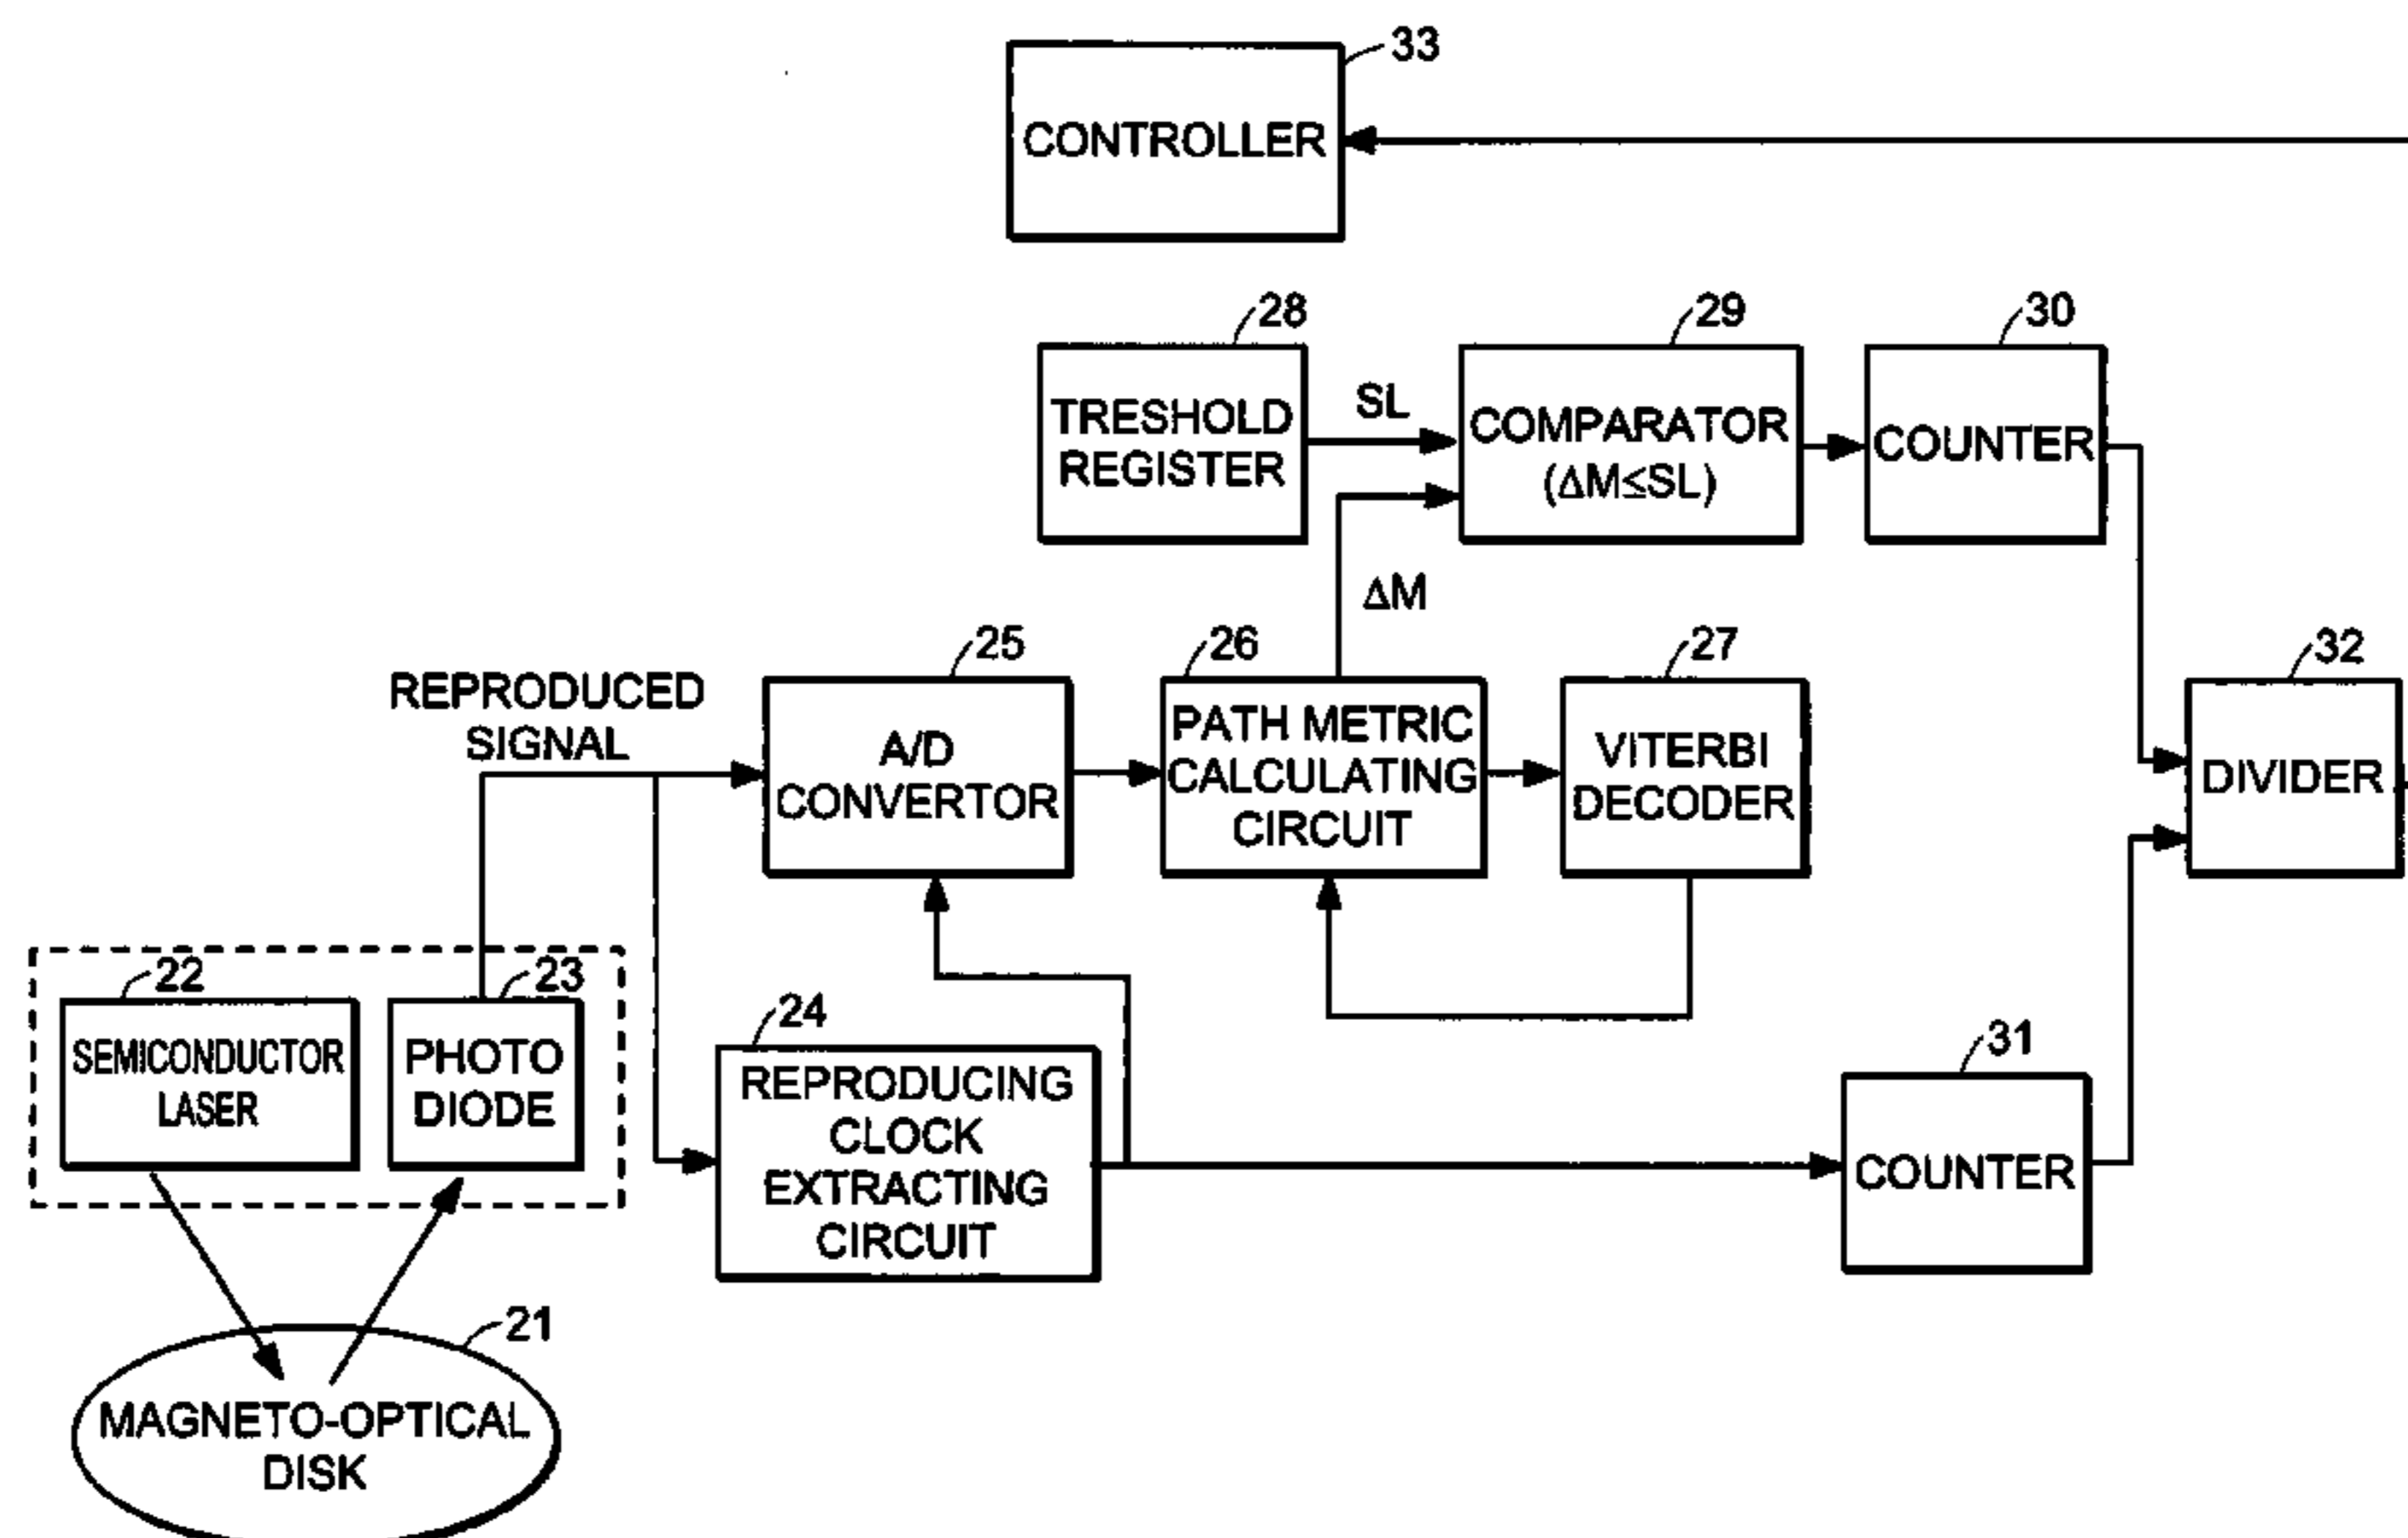 33
CONTROLLER
28
29
30
TRESHOLD
REGISTER
SL
COMPARATOR
(ΔM≤SL)
COUNTER
ΔM
25
26
27
32
REPRODUCED
SIGNAL
A/D
CONVERTOR
PATH METRIC
CALCULATING
CIRCUIT
VITERBI
DECODER
DIVIDER
22
23
24
31
SEMICONDUCTOR
LASER
PHOTO
DIODE
REPRODUCING
CLOCK
EXTRACTING
CIRCUIT
COUNTER
21
MAGNETO-OPTICAL
DISK